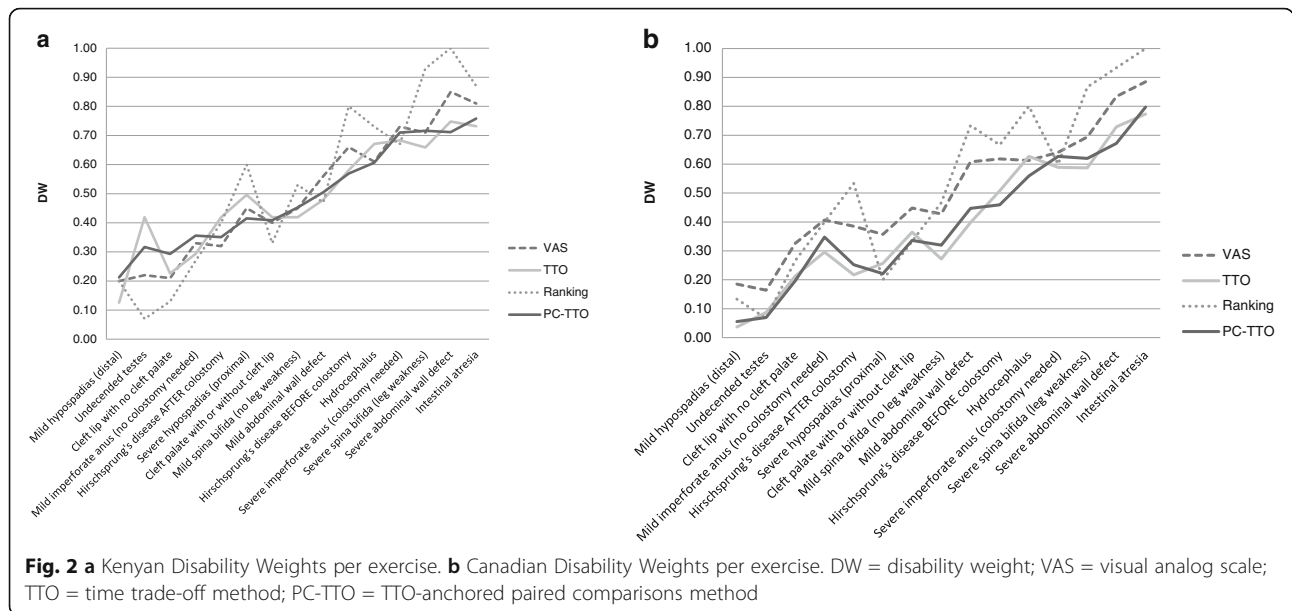 a
1.00
0.90
0.80
0.70
0.60
0.50
0.40
0.30
0.20
0.10
0.00
DW
Mild hypospadias (distal)
Undecended testes
Cleft lip with no cleft palate
Mild imperforate anus (no colostomy needed)
Hirschsprung's disease AFTER colostomy
Severe hypospadias (proximal)
Cleft palate with or without cleft lip
Mild spina bifida (no leg weakness)
Mild abdominal wall defect
Hirschsprung's disease BEFORE colostomy
Hydrocephalus
Severe imperforate anus (colostomy needed)
Severe spina bifida (leg weakness)
Severe abdominal wall defect
Intestinal atresia
VAS
TTO
Ranking
PC-TTO
b
1.00
0.90
0.80
0.70
0.60
0.50
0.40
0.30
0.20
0.10
0.00
DW
Mild hypospadias (distal)
Undecended testes
Cleft lip with no cleft palate
Mild imperforate anus (no colostomy needed)
Hirschsprung's disease AFTER colostomy
Severe hypospadias (proximal)
Cleft palate with or without cleft lip
Mild spina bifida (no leg weakness)
Mild abdominal wall defect
Hirschsprung's disease BEFORE colostomy
Hydrocephalus
Severe imperforate anus (colostomy needed)
Severe spina bifida (leg weakness)
Severe abdominal wall defect
Intestinal atresia
VAS
TTO
Ranking
PC-TTO
Fig. 2 a Kenyan Disability Weights per exercise. b Canadian Disability Weights per exercise. DW = disability weight; VAS = visual analog scale;
TTO = time trade-off method; PC-TTO = TTO-anchored paired comparisons method